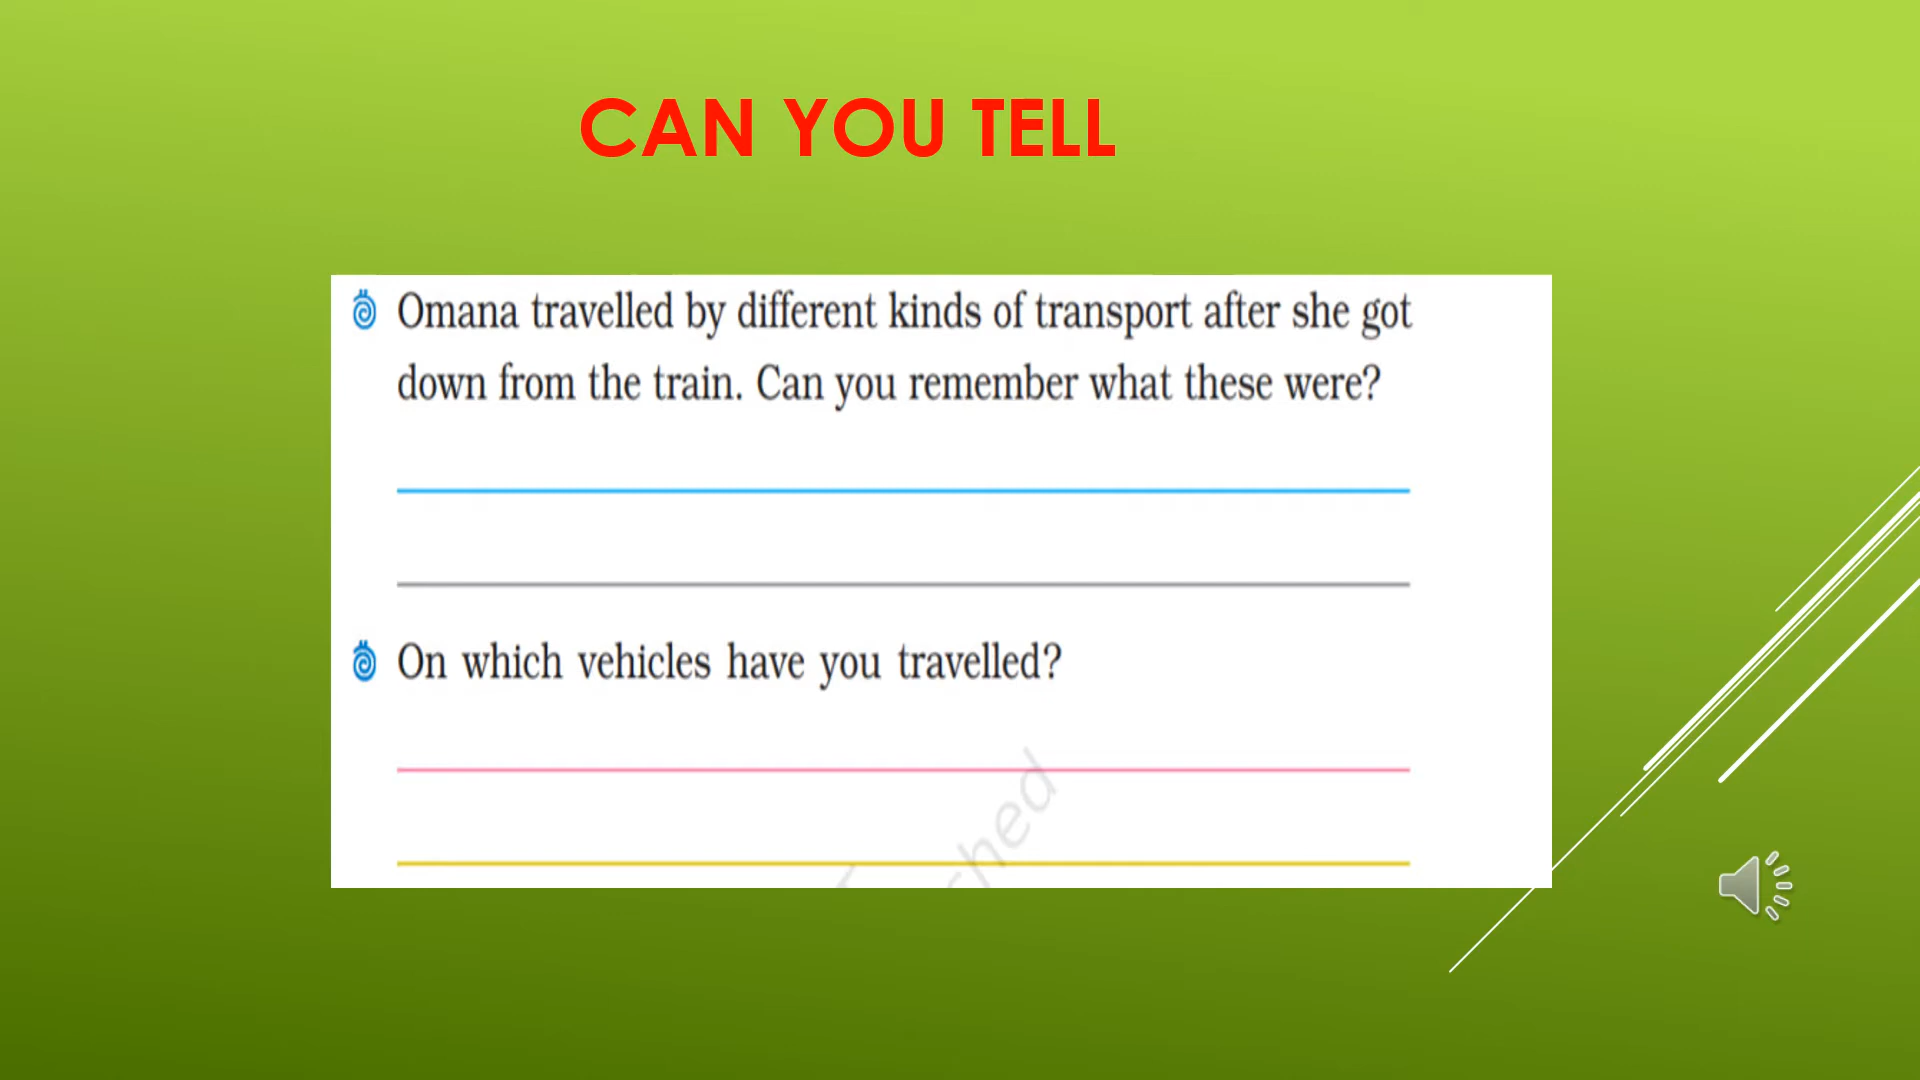 CAN YOU TELL
Omana travelled by different kinds of transport after she got
down from the train. Can you remember what these were?
On which vehicles have you travelled?